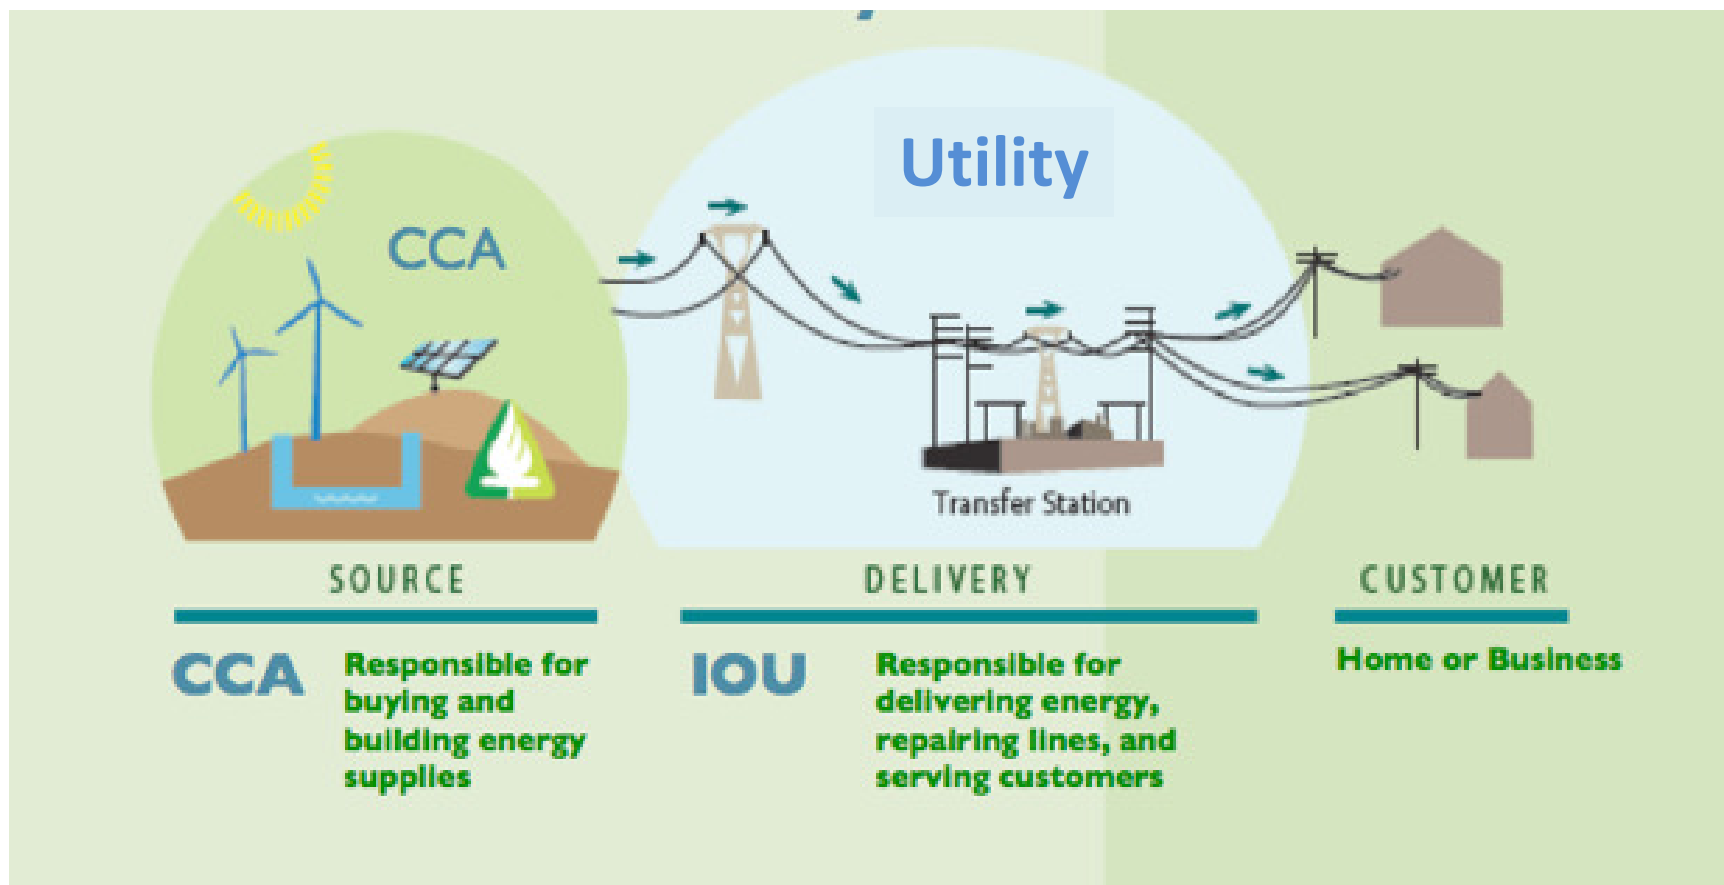 Utility
CCA
Transfer Station
SOURCE
DELIVERY
CUSTOMER
CCA
Responsible for
buying and
building energy
supplies
IOU
Responsible for
delivering energy,
repairing lines, and
serving customers
Home or Business